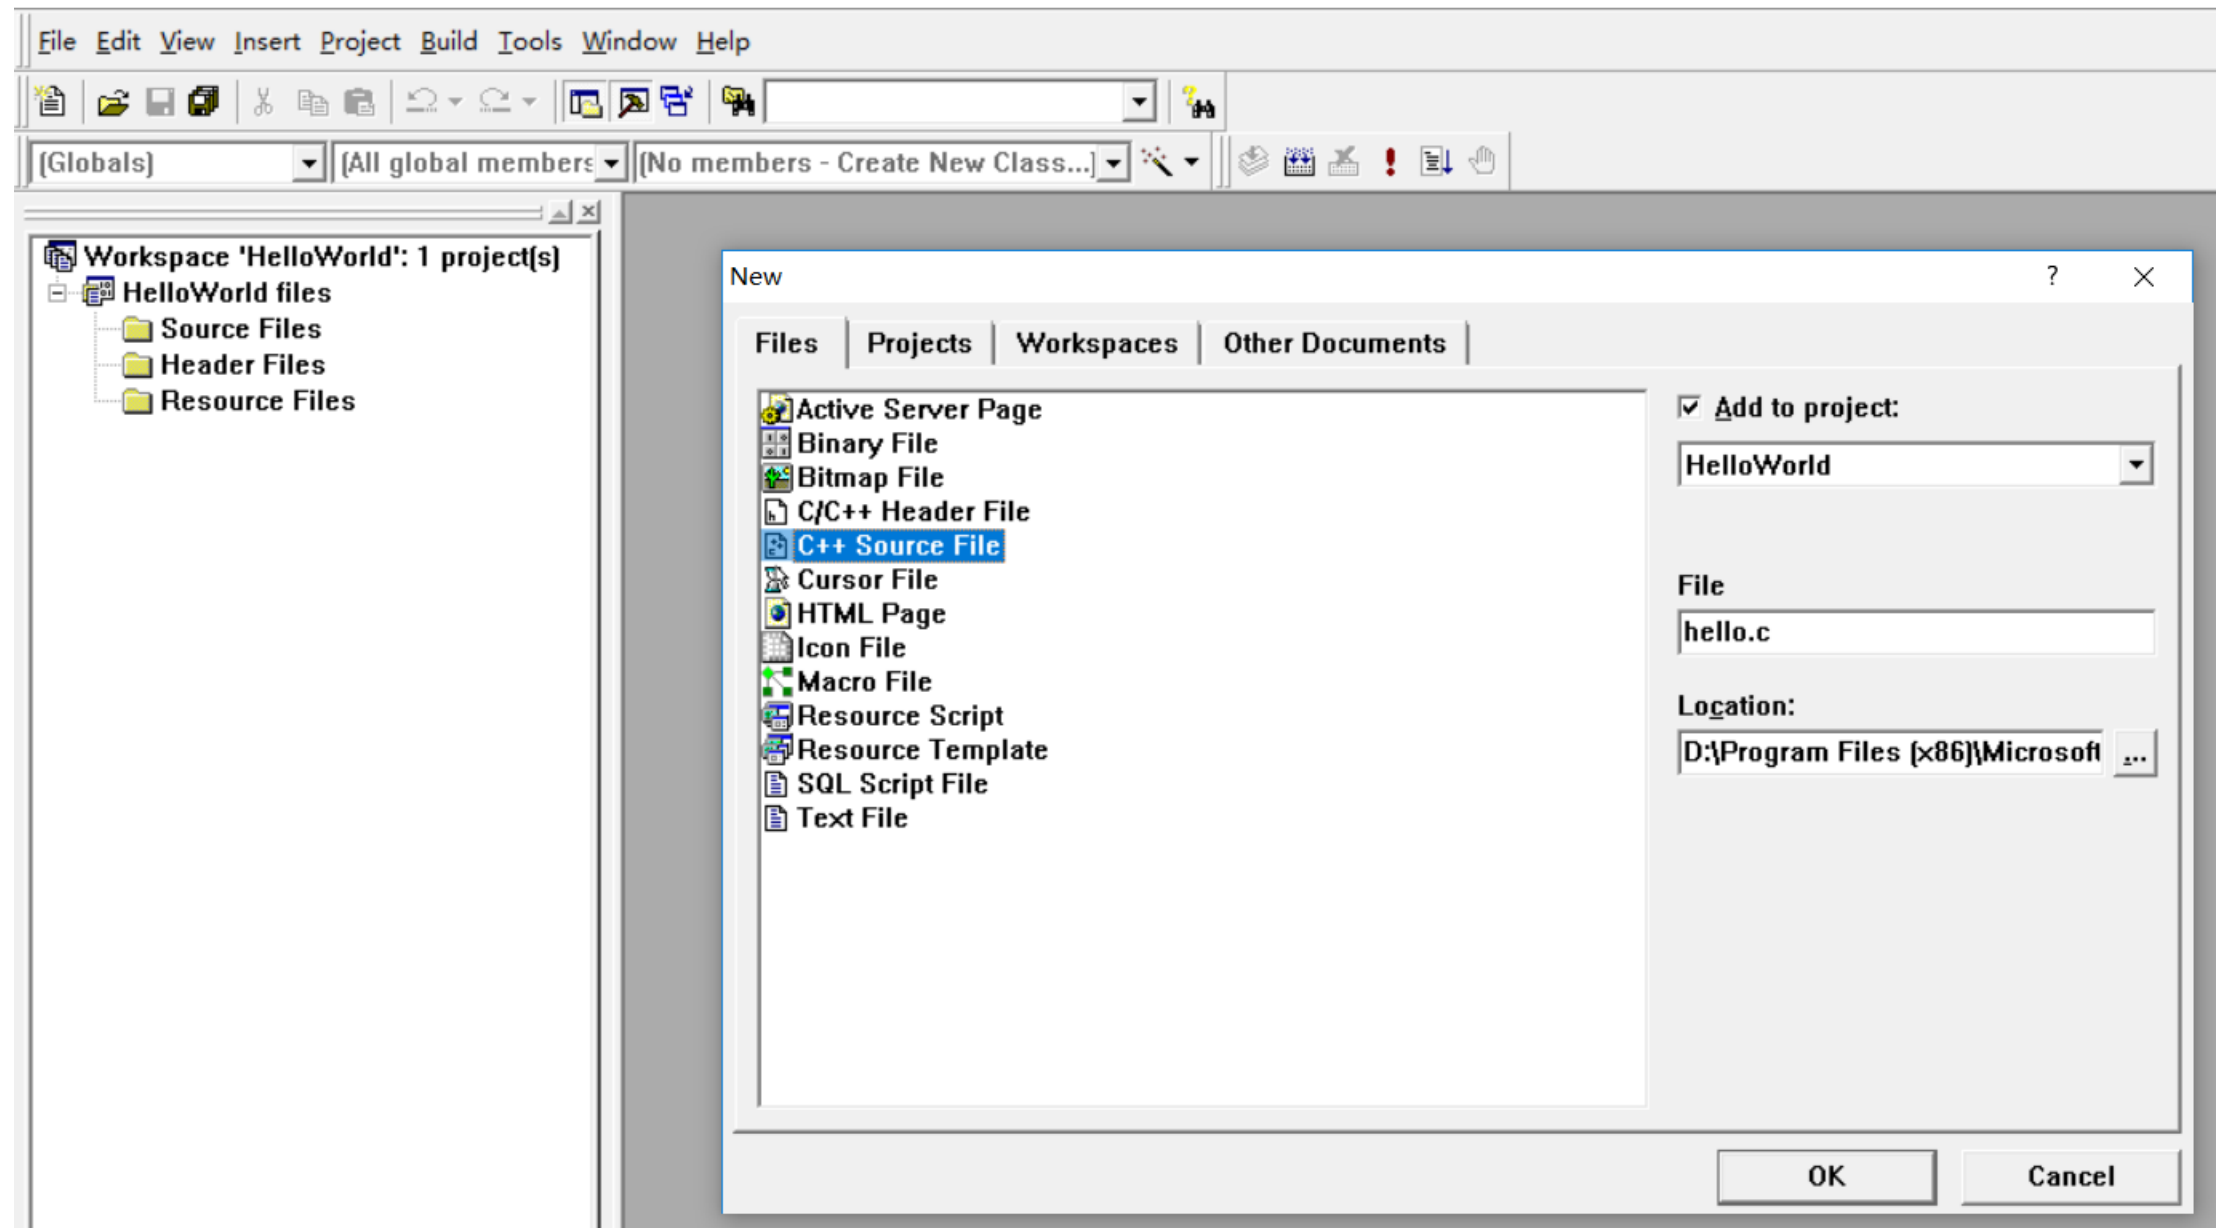 File Edit View Insert Project Build Tools Window Help
(Globals) (All global members (No members - Create New Class...)
Workspace 'HelloWorld': 1 project(s)
HelloWorld files
Source Files
Header Files
Resource Files
New
Files Projects Workspaces Other Documents
Active Server Page
Binary File
Bitmap File
C/C++ Header File
C++ Source File
Cursor File
HTML Page
Icon File
Macro File
Resource Script
Resource Template
SQL Script File
Text File
Add to project:
HelloWorld
File
hello.c
Location:
D:\Program Files (x86)\Microsoft ...
OK Cancel